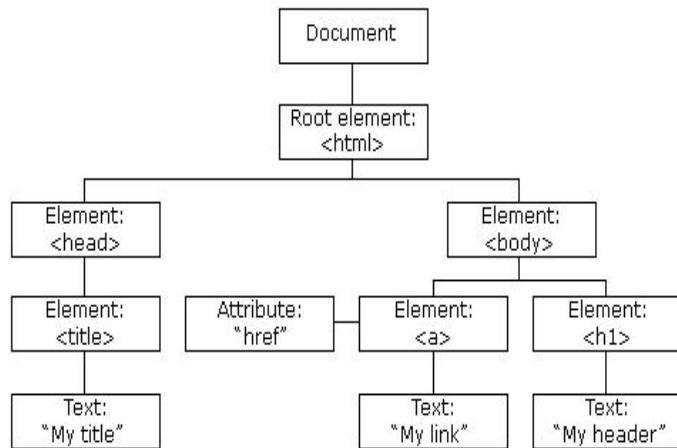 Document
Root element:
<html>
Element:
<head>
Element:
<body>
Element:
<title>
Attribute:
“href”
Element:
<a>
Element:
<h1>
Text:
“My title”
Text:
“My link”
Text:
“My header”